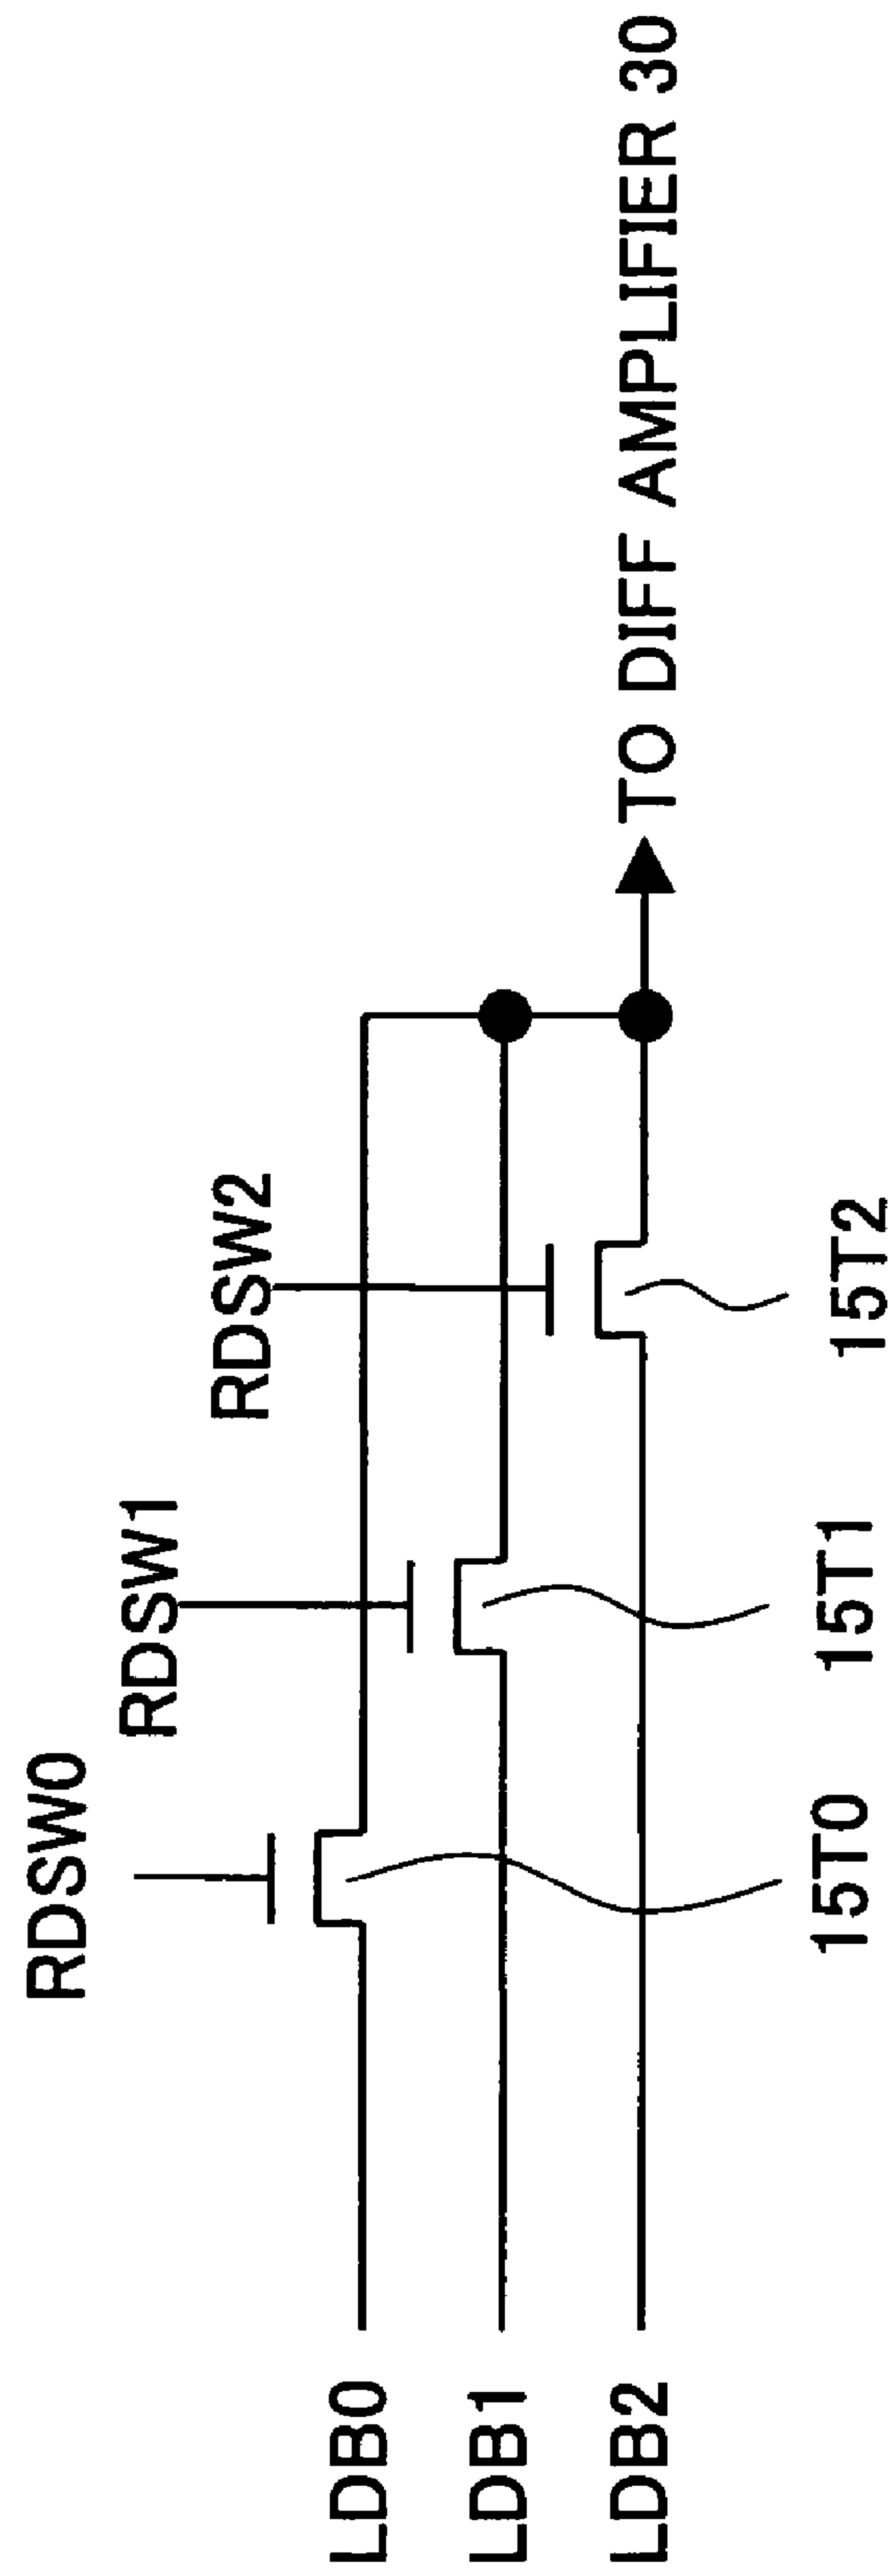 RDSW0
RDSW1
RDSW2
LDB0
LDB1
LDB2
TO DIFF AMPLIFIER 30
15T0
15T1
15T2